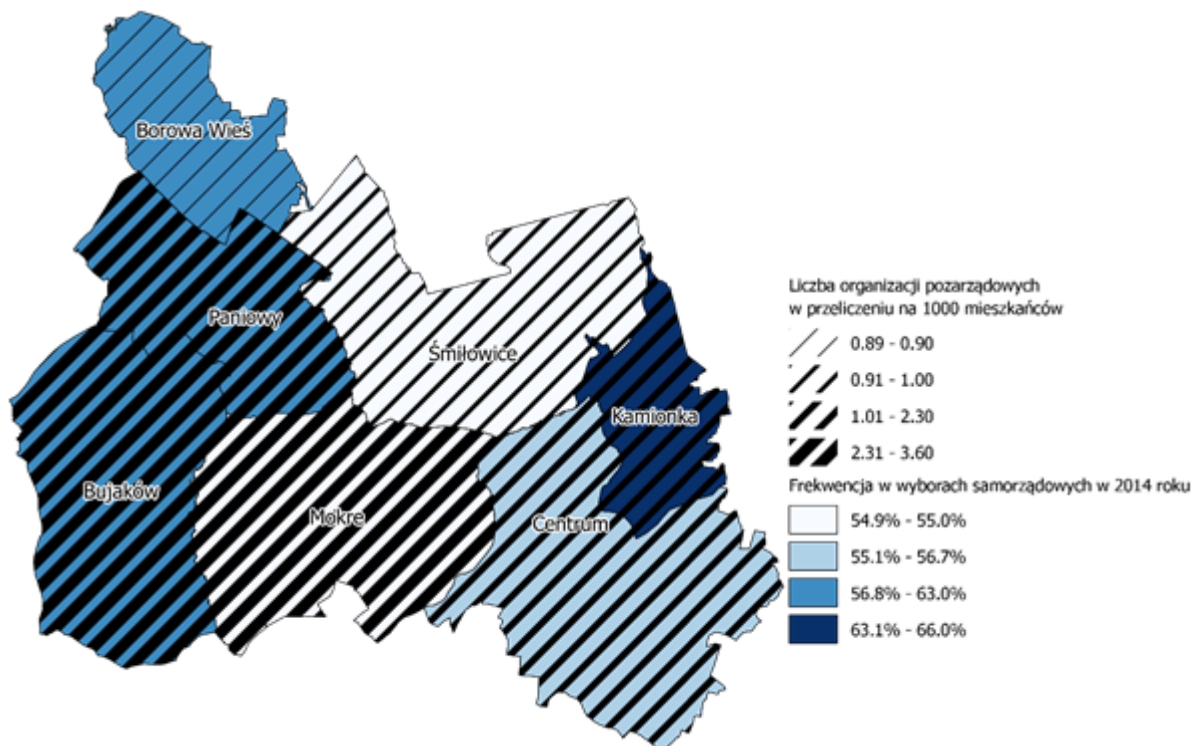 Borowa Wieś
Paniowy
Śmiłowice
Kamionka
Bujaków
Mokre
Centrum
Liczba organizacji pozarządowych
w przeliczeniu na 1000 mieszkańców
0.89 - 0.90
0.91 - 1.00
1.01 - 2.30
2.31 - 3.60
Frekwencja w wyborach samorządowych w 2014 roku
54.9% - 55.0%
55.1% - 56.7%
56.8% - 63.0%
63.1% - 66.0%